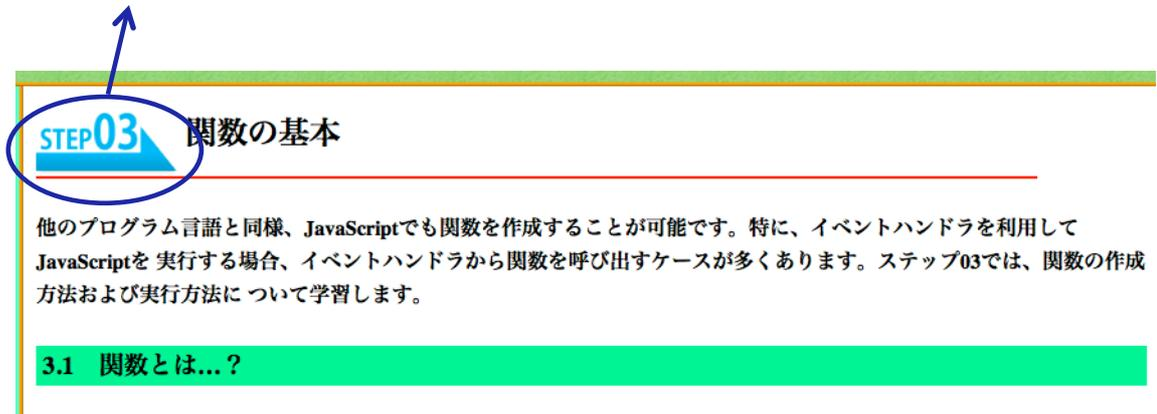 STEP03 関数の基本
他のプログラム言語と同様、JavaScriptでも関数を作成することが可能です。特に、イベントハンドラを利用して
JavaScriptを 実行する場合、イベントハンドラから関数を呼び出すケースが多くあります。ステップ03では、関数の作成
方法および実行方法に ついて学習します。
3.1 関数とは...？